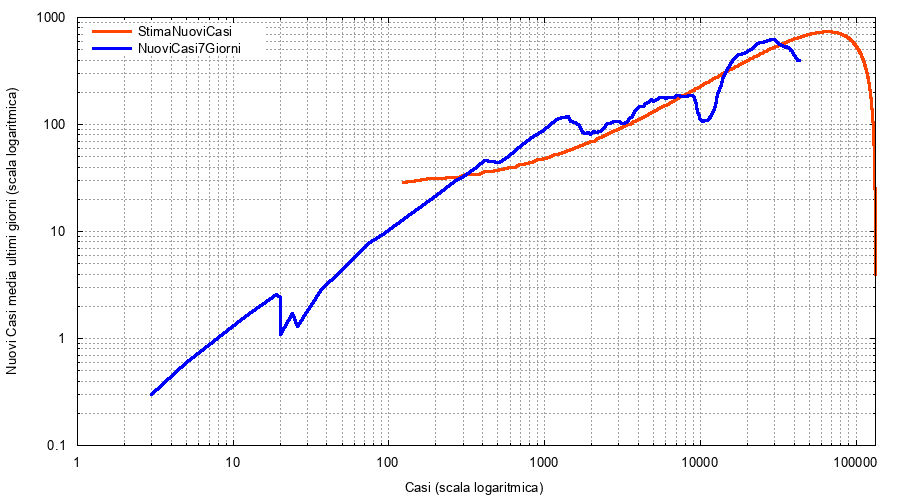 1000
StimaNuoviCasi
NuoviCasi7Giorni
100
10
1
0.1
Nuovi Casi media ultimi giorni (scala logaritmica)
1 10 100 1000 10000 100000
Casi (scala logaritmica)